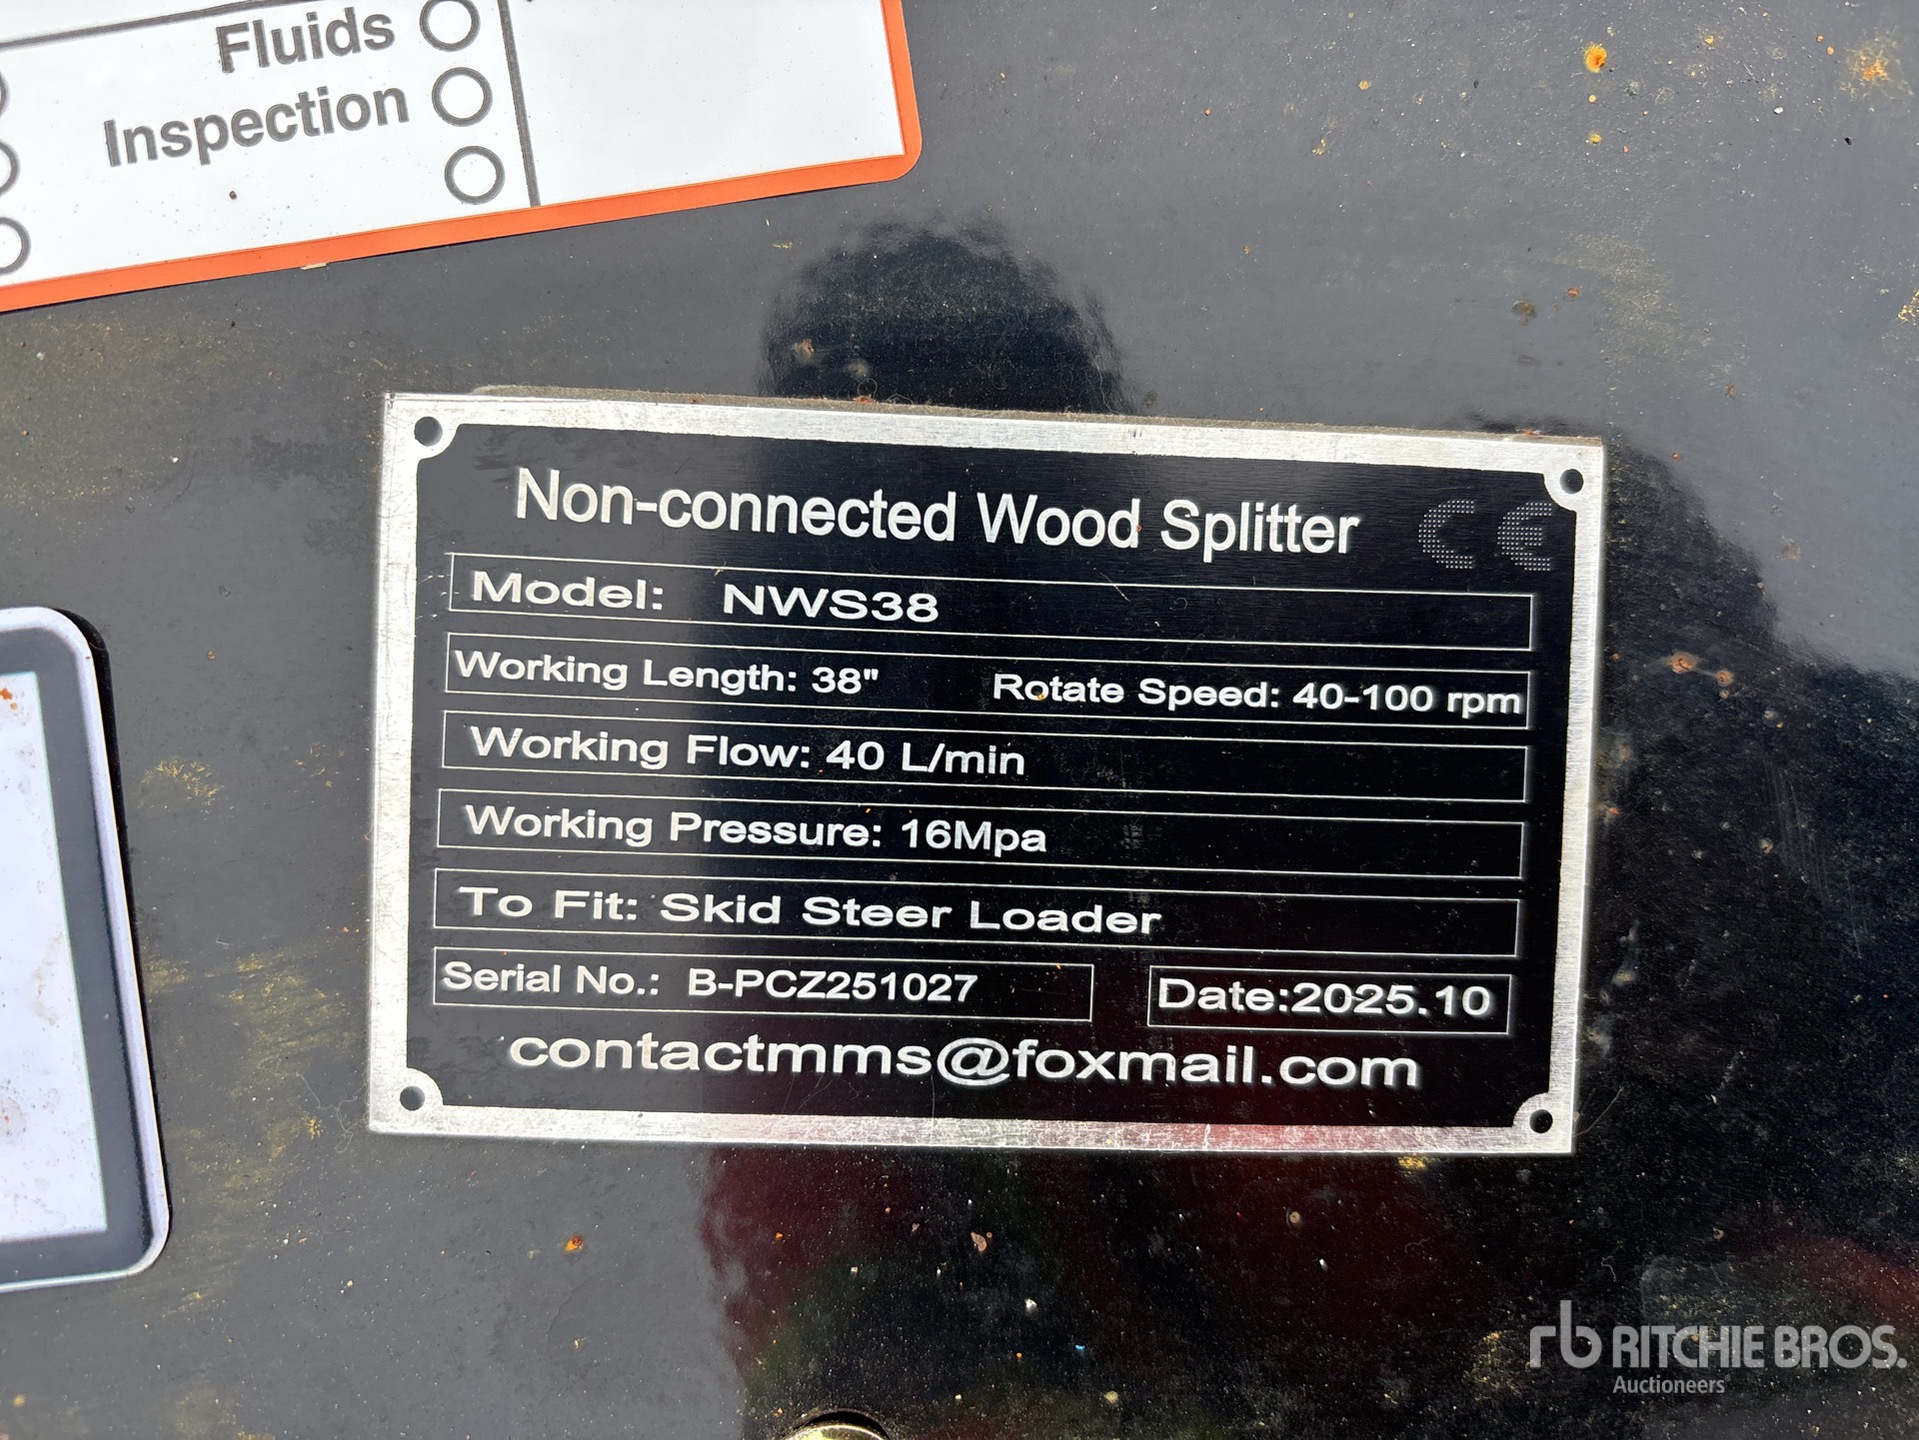 Fluids
Inspection
Non-connected Wood Splitter CE
Model: NWS38
Working Length: 38" Rotate Speed: 40-100 rpm
Working Flow: 40 L/min
Working Pressure: 16Mpa
To Fit: Skid Steer Loader
Serial No.: B-PCZ251027 Date:2025.10
contactmms@foxmail.com
rb RITCHIE BROS.
Auctioneers